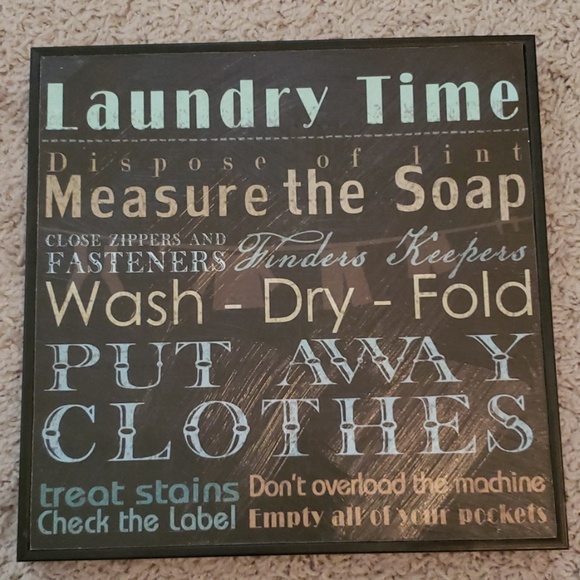 Laundry Time
Dispose of lint
Measure the Soap
CLOSE ZIPPERS AND
FASTENERS
Finders Keepers
Wash - Dry - Fold
PUT AWAY
CLOTHES
treat stains
Check the Label
Don't overload the machine
Empty all of your pockets